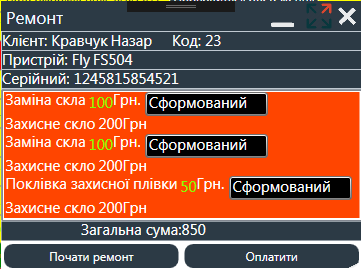 Ремонт
Клієнт: Кравчук Назар Код: 23
Пристрій: Fly FS504
Серійний: 1245815854521
Заміна скла 100Грн. Сформований
Захисне скло 200Грн
Заміна скла 100Грн. Сформований
Захисне скло 200Грн
Поклівка захисної плівки 50Грн. Сформований
Захисне скло 200Грн
Загальна сума:850
Почати ремонт Оплатити